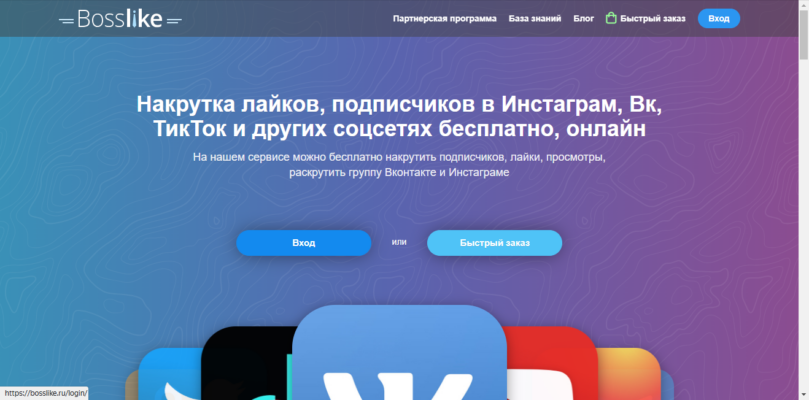 Bosslike
Партнерская программа База знаний Блог Быстрый заказ Вход
Накрутка лайков, подписчиков в Инстаграм, Вк,
ТикТок и других соцсетях бесплатно, онлайн
На нашем сервисе можно бесплатно накрутить подписчиков, лайки, просмотры,
раскрутить группу Вконтакте и Инстаграме
Вход или Быстрый заказ
https://bosslike.ru/login/